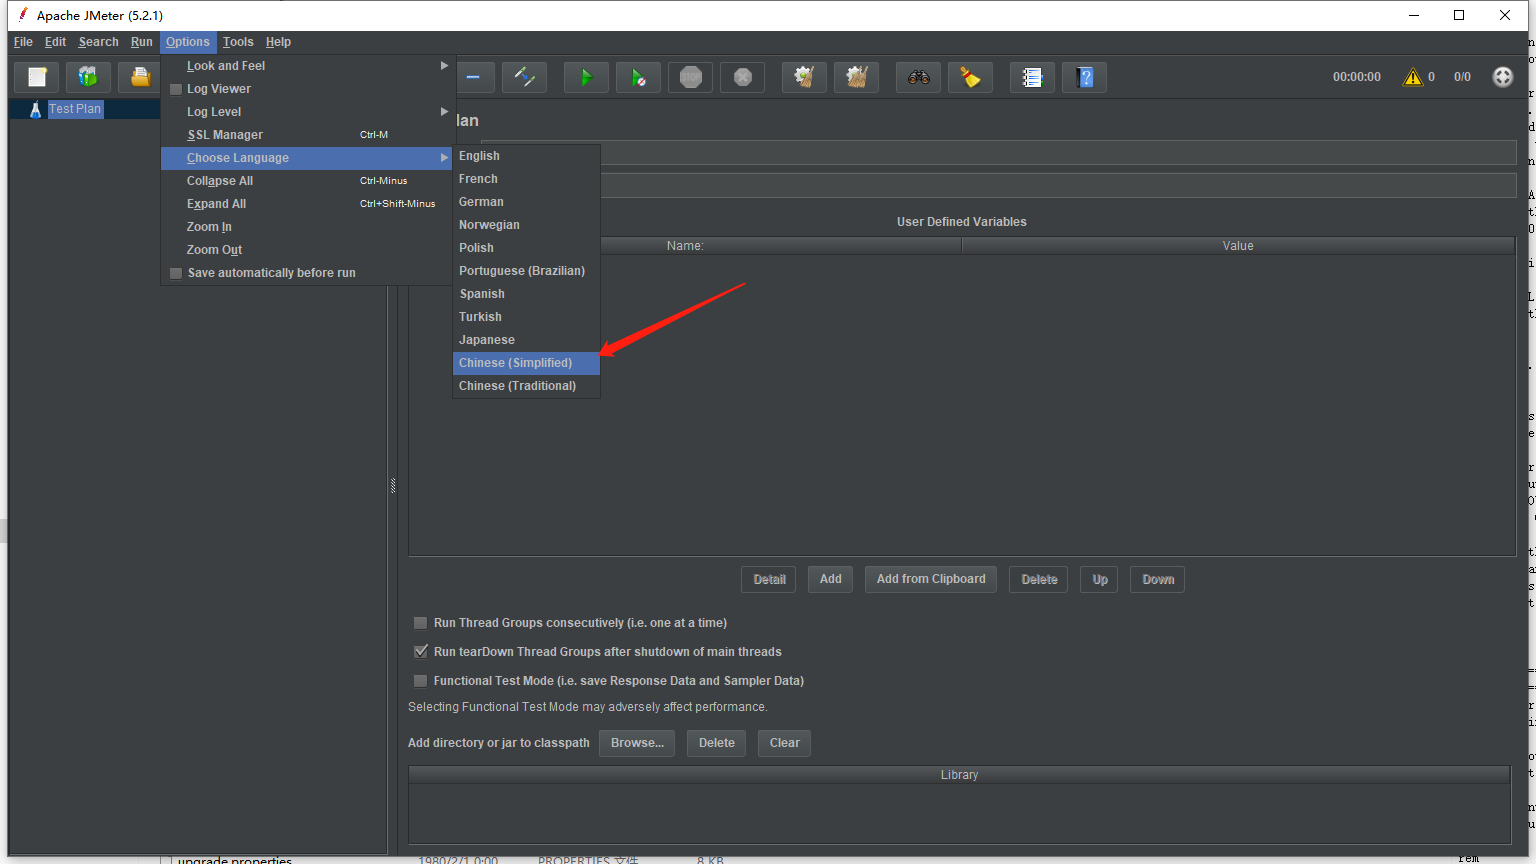 Apache JMeter (5.2.1)
File Edit Search Run Options Tools Help
Look and Feel
Log Viewer
Log Level
SSL Manager Ctrl-M
Choose Language
Collapse All Ctrl-Minus
Expand All Ctrl+Shift-Minus
Zoom In
Zoom Out
Save automatically before run
English
French
German
Norwegian
Polish
Portuguese (Brazilian)
Spanish
Turkish
Japanese
Chinese (Simplified)
Chinese (Traditional)
STOP
00:00:00 0 0/0
Test Plan
lan
User Defined Variables
Name: Value
Detail Add Add from Clipboard Delete Up Down
Run Thread Groups consecutively (i.e. one at a time)
Run tearDown Thread Groups after shutdown of main threads
Functional Test Mode (i.e. save Response Data and Sampler Data)
Selecting Functional Test Mode may adversely affect performance.
Add directory or jar to classpath Browse... Delete Clear
Library
upgrade.properties 1980/2/1 0:00 PROPERTIES 文件 8 KB
rem